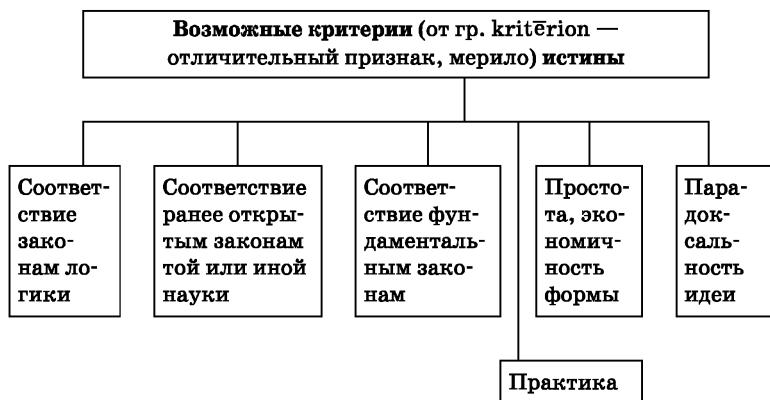 Возможные критерии (от гр. kritērion —
отличительный признак, мерило) истины
Соответ-
ствие
зако-
нам ло-
гики
Соответствие
ранее откры-
тым законам
той или иной
науки
Соответ-
ствие фун-
даменталь-
ным зако-
нам
Просто-
та, эко-
номич-
ность
формы
Пара-
док-
саль-
ность
идеи
Практика